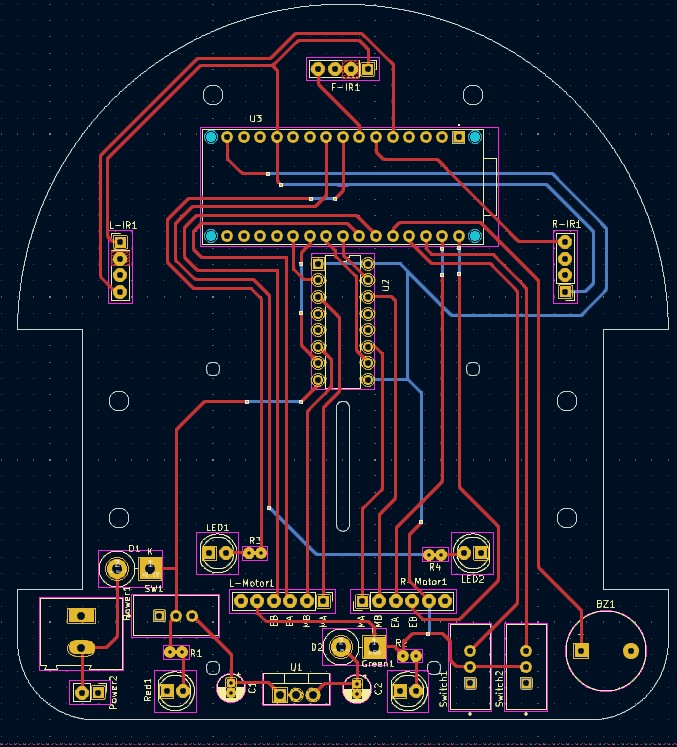 F-IR1
U3
L-IR1
R-IR1
U2
LED1
R3
R4
LED2
D1
K
SW1
Power1
L-Motor1
R-Motor1
EB
EA
MB
MA
MA
MB
EA
EB
BZ1
R1
D2
Green1
Switch1
Switch2
Power2
Red1
C1
U1
C2